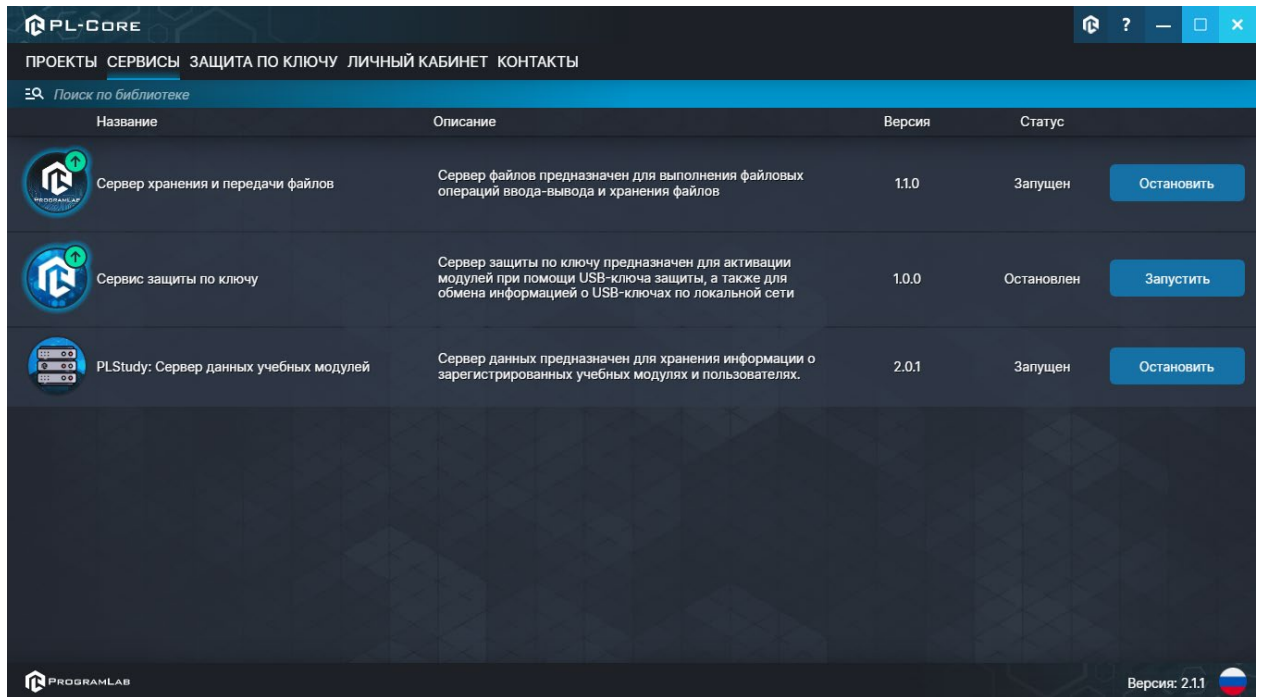 PL-CORE
?
ПРОЕКТЫ СЕРВИСЫ ЗАЩИТА ПО КЛЮЧУ ЛИЧНЫЙ КАБИНЕТ КОНТАКТЫ
Поиск по библиотеке
Название Описание Версия Статус
PROGRAMLAB
Сервер хранения и передачи файлов
Сервер файлов предназначен для выполнения файловых
операций ввода-вывода и хранения файлов
1.1.0 Запущен Остановить
Сервис защиты по ключу
Сервер защиты по ключу предназначен для активации
модулей при помощи USB-ключа защиты, а также для
обмена информацией о USB-ключах по локальной сети
1.0.0 Остановлен Запустить
PLStudy: Сервер данных учебных модулей
Сервер данных предназначен для хранения информации о
зарегистрированных учебных модулях и пользователях.
2.0.1 Запущен Остановить
PROGRAMLAB
Версия: 2.1.1